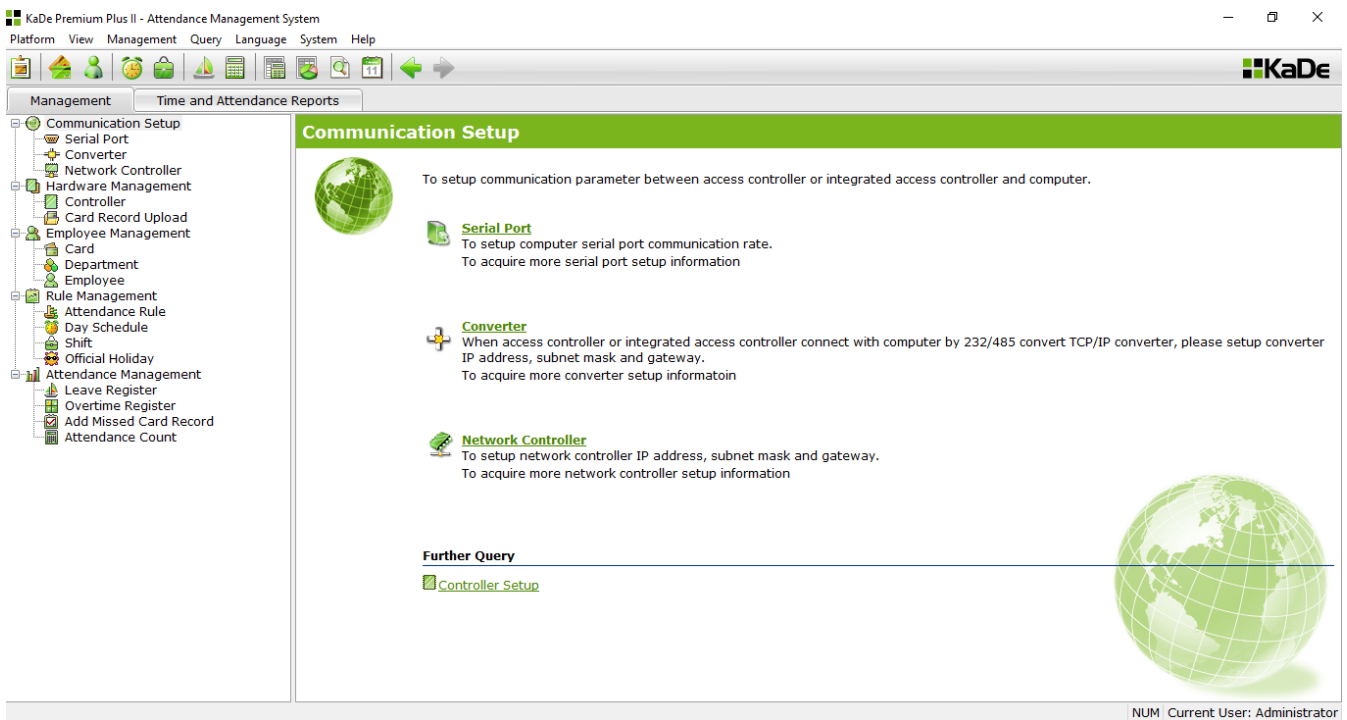 KaDe Premium Plus II - Attendance Management System
Platform View Management Query Language System Help
11
KaDe
Management Time and Attendance Reports
Communication Setup
Serial Port
Converter
Network Controller
Hardware Management
Controller
Card Record Upload
Employee Management
Card
Department
Employee
Rule Management
Attendance Rule
Day Schedule
Shift
Official Holiday
Attendance Management
Leave Register
Overtime Register
Add Missed Card Record
Attendance Count
Communication Setup
To setup communication parameter between access controller or integrated access controller and computer.
Serial Port
To setup computer serial port communication rate.
To acquire more serial port setup information
Converter
When access controller or integrated access controller connect with computer by 232/485 convert TCP/IP converter, please setup converter
IP address, subnet mask and gateway.
To acquire more converter setup informatoin
Network Controller
To setup network controller IP address, subnet mask and gateway.
To acquire more network controller setup information
Further Query
Controller Setup
NUM Current User: Administrator